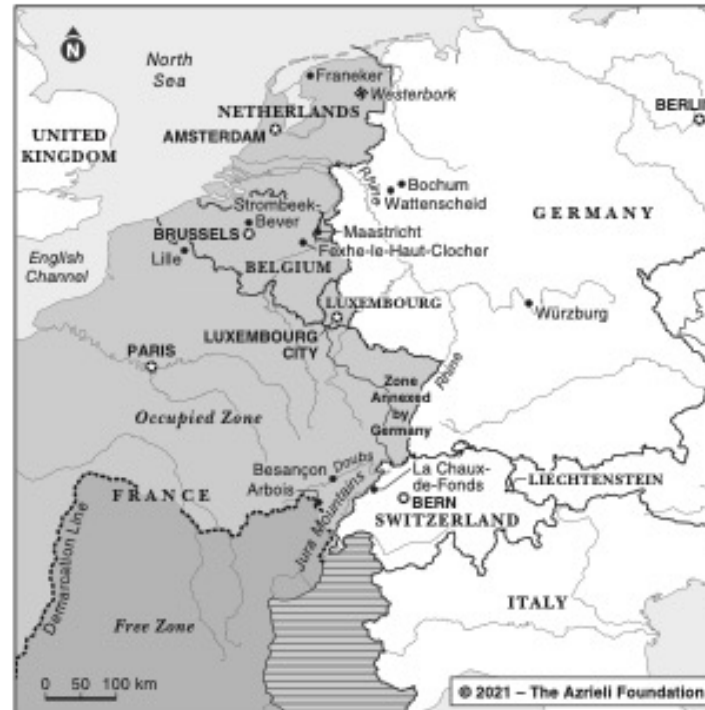 N
North
Sea
Franeker
Westerbork
NETHERLANDS
AMSTERDAM
BERLIN
UNITED
KINGDOM
Rhine
Bochum
Wattenscheid
GERMANY
Strombeek-
Bever
BRUSSELS
Maastricht
Fexhe-le-Haut-Clocher
Lille
BELGIUM
English
Channel
LUXEMBOURG
Würzburg
LUXEMBOURG
CITY
PARIS
Rhine
Zone
Annexed
by
Germany
Occupied Zone
Besançon
Doubs
La Chaux-
de-Fonds
LIECHTENSTEIN
Arbois
FRANCE
BERN
SWITZERLAND
Jura Mountains
Demarcation Line
ITALY
Free Zone
0 50 100 km
© 2021 – The Azrieli Foundation